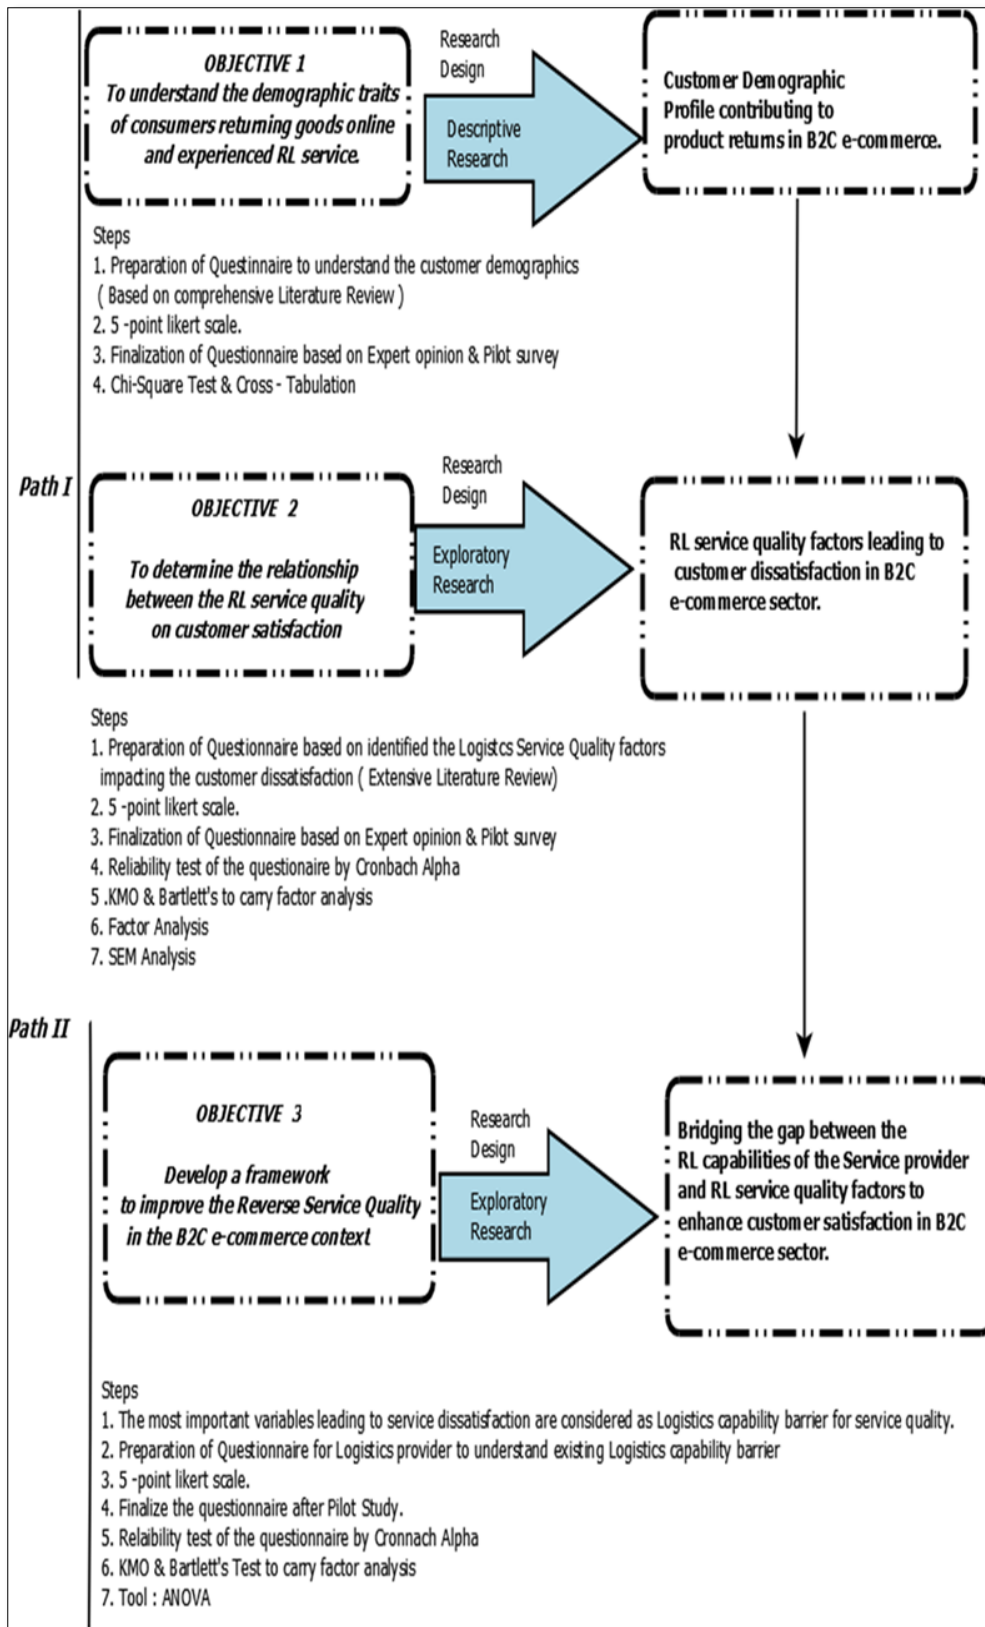 OBJECTIVE 1
To understand the demographic traits
of consumers returning goods online
and experienced RL service.
Research
Design
Descriptive
Research
Customer Demographic
Profile contributing to
product returns in B2C e-commerce.
Steps
1. Preparation of Questinnaire to understand the customer demographics
( Based on comprehensive Literature Review )
2. 5 -point likert scale.
3. Finalization of Questionnaire based on Expert opinion & Pilot survey
4. Chi-Square Test & Cross - Tabulation
Path I
OBJECTIVE 2
To determine the relationship
between the RL service quality
on customer satisfaction
Research
Design
Exploratory
Research
RL service quality factors leading to
customer dissatisfaction in B2C
e-commerce sector.
Steps
1. Preparation of Questionnaire based on identified the Logistcs Service Quality factors
impacting the customer dissatisfaction ( Extensive Literature Review)
2. 5 -point likert scale.
3. Finalization of Questionnaire based on Expert opinion & Pilot survey
4. Reliability test of the questionaire by Cronbach Alpha
5 .KMO & Bartlett's to carry factor analysis
6. Factor Analysis
7. SEM Analysis
Path II
OBJECTIVE 3
Develop a framework
to improve the Reverse Service Quality
in the B2C e-commerce context
Research
Design
Exploratory
Research
Bridging the gap between the
RL capabilities of the Service provider
and RL service quality factors to
enhance customer satisfaction in B2C
e-commerce sector.
Steps
1. The most important variables leading to service dissatisfaction are considered as Logistics capability barrier for service quality.
2. Preparation of Questionnaire for Logistics provider to understand existing Logistics capability barrier
3. 5 -point likert scale.
4. Finalize the questionnaire after Pilot Study.
5. Relaibility test of the questionnaire by Cronnach Alpha
6. KMO & Bartlett's Test to carry factor analysis
7. Tool : ANOVA